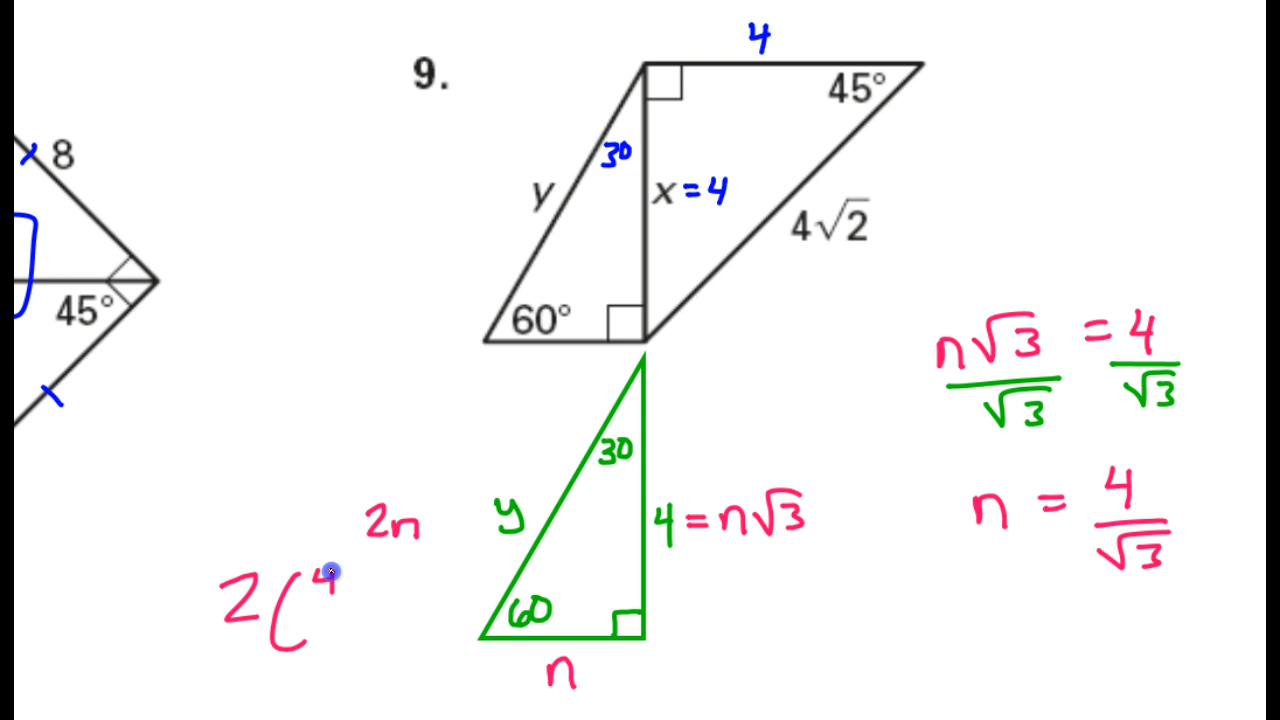 4
9.
45°
8
30
y
x = 4
4√2
60°
45°
n√3 = 4
√3 √3
30
2n
y
4 = n√3
n = 4
√3
2(4
60
n